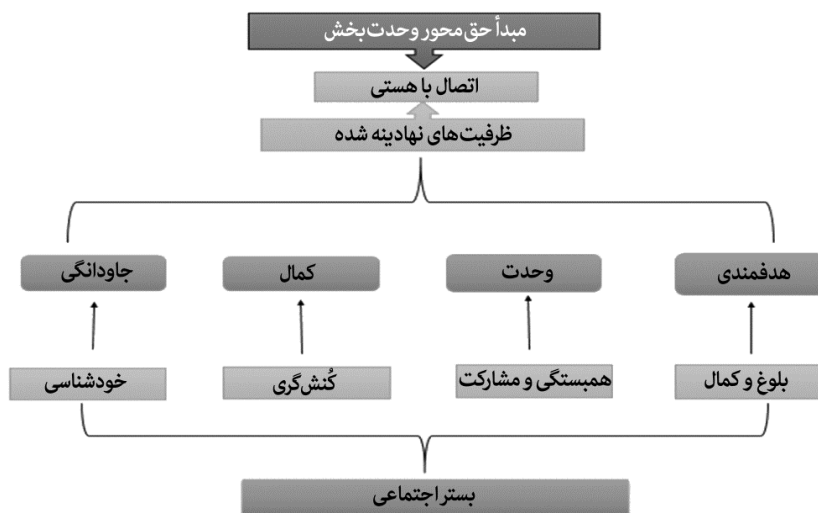 مبدأ حق محور وحدت‌بخش
اتصال با هستی
ظرفیت‌های نهادینه شده
هدفمندی
وحدت
کمال
جاودانگی
بلوغ و کمال
همبستگی و مشارکت
کُنش‌گری
خودشناسی
بستر اجتماعی